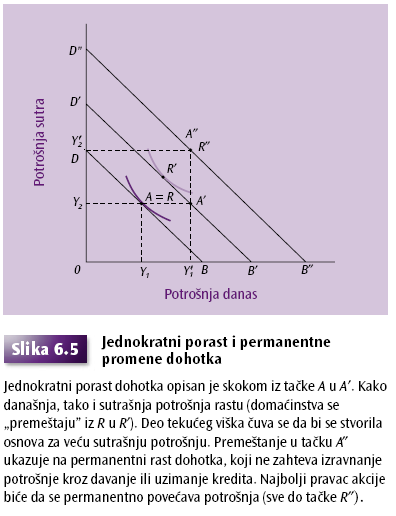 Potrošnja sutra
D"
D'
Y'₂
D
Y₂
0
A"
R"
R'
A = R
A'
Y₁
Y'₁
B
B'
B"
Potrošnja danas
Slika 6.5
Jednokratni porast i permanentne
promene dohotka
Jednokratni porast dohotka opisan je skokom iz tačke A u A'. Kako
današnja, tako i sutrašnja potrošnja rastu (domaćinstva se
„premeštaju" iz R u R'). Deo tekućeg viška čuva se da bi se stvorila
osnova za veću sutrašnju potrošnju. Premeštanje u tačku A"
ukazuje na permanentni rast dohotka, koji ne zahteva izravnanje
potrošnje kroz davanje ili uzimanje kredita. Najbolji pravac akcije
biće da se permanentno povećava potrošnja (sve do tačke R").